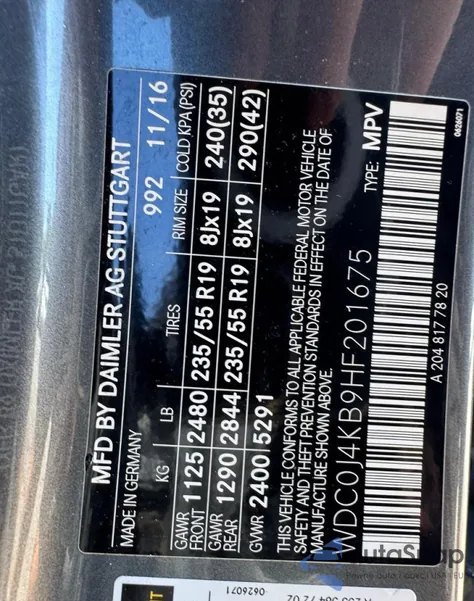 MFD BY DAIMLER AG STUTTGART
MADE IN GERMANY 992 11/16
KG LB TIRES RIM SIZE COLD KPA (PSI)
GAWR FRONT 1125 2480 235/55 R19 8Jx19 240(35)
GAWR REAR 1290 2844 235/55 R19 8Jx19 290(42)
GVWR 2400 5291
THIS VEHICLE CONFORMS TO ALL APPLICABLE FEDERAL MOTOR VEHICLE
SAFETY AND THEFT PREVENTION STANDARDS IN EFFECT ON THE DATE OF
MANUFACTURE SHOWN ABOVE.
WDC0J4KB9HF201675 TYPE: MPV
A 204 817 78 20
0626071
0626071
AutoSnap